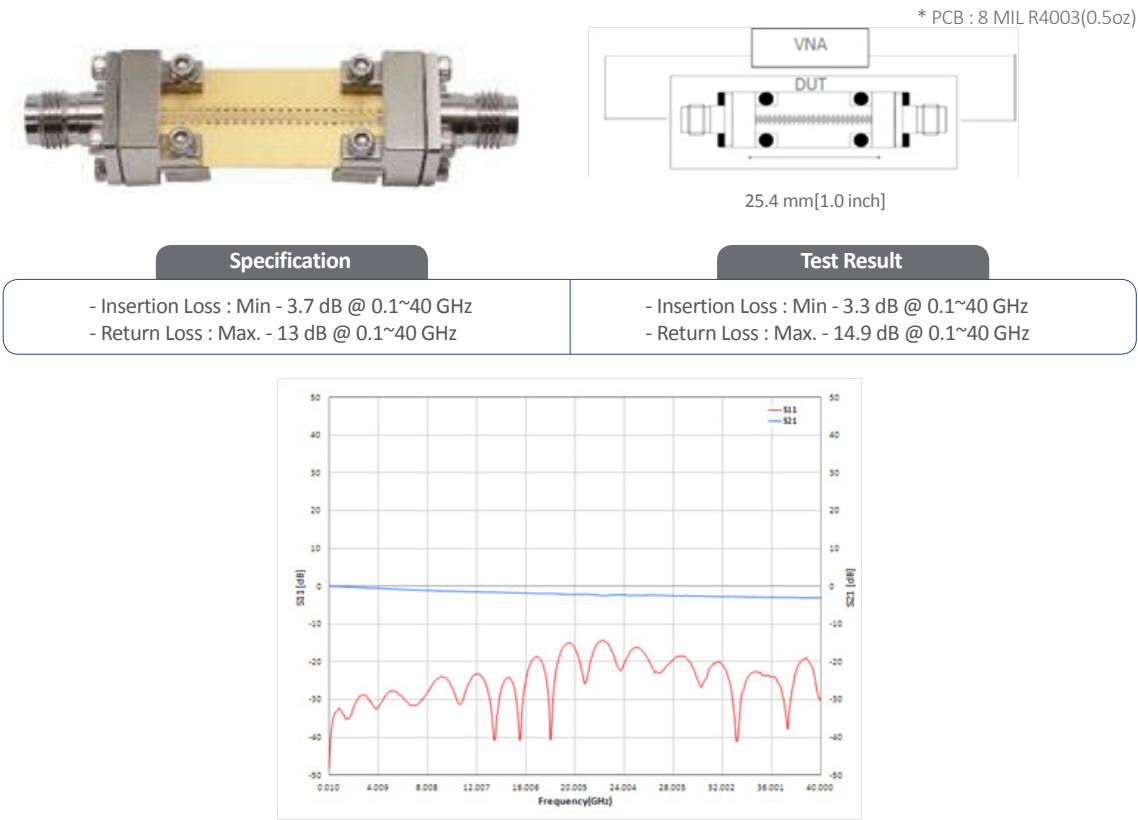 * PCB : 8 MIL R4003(0.5oz)
VNA
DUT
25.4 mm[1.0 inch]
Specification
- Insertion Loss : Min - 3.7 dB @ 0.1~40 GHz
- Return Loss : Max. - 13 dB @ 0.1~40 GHz
Test Result
- Insertion Loss : Min - 3.3 dB @ 0.1~40 GHz
- Return Loss : Max. - 14.9 dB @ 0.1~40 GHz
S11
S21
50 50
40 40
30 30
20 20
10 10
0 0
-10 -10
-20 -20
-30 -30
-40 -40
-50 -50
S11[dB]
S21 [dB]
0.010 4.009 8.008 12.007 16.006 20.005 24.004 28.003 32.002 36.001 40.000
Frequency(GHz)